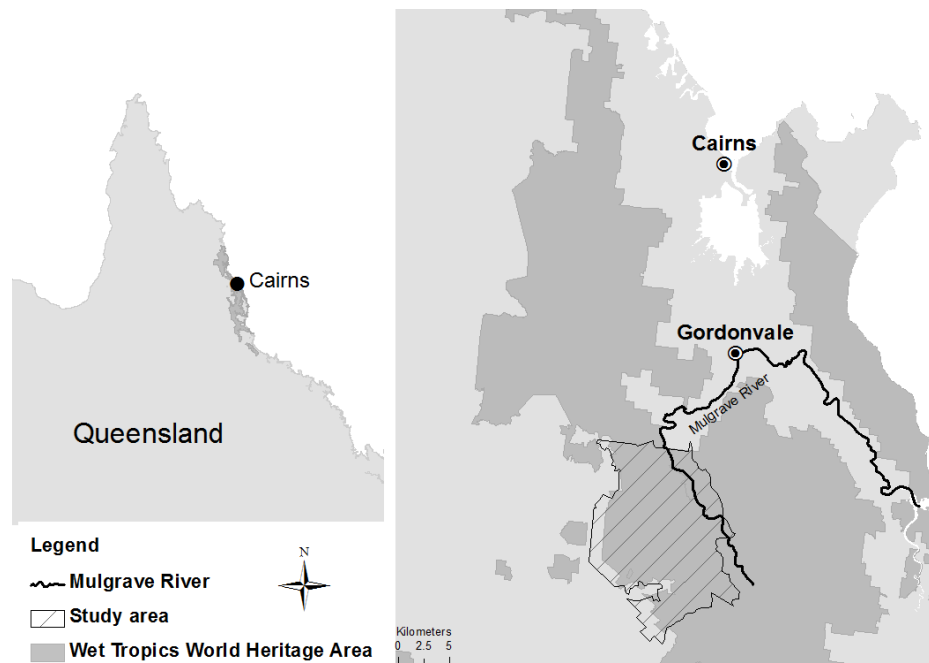 Cairns
Queensland
Legend
N
Mulgrave River
Study area
Wet Tropics World Heritage Area
Cairns
Gordonvale
Mulgrave River
Kilometers
0 2.5 5